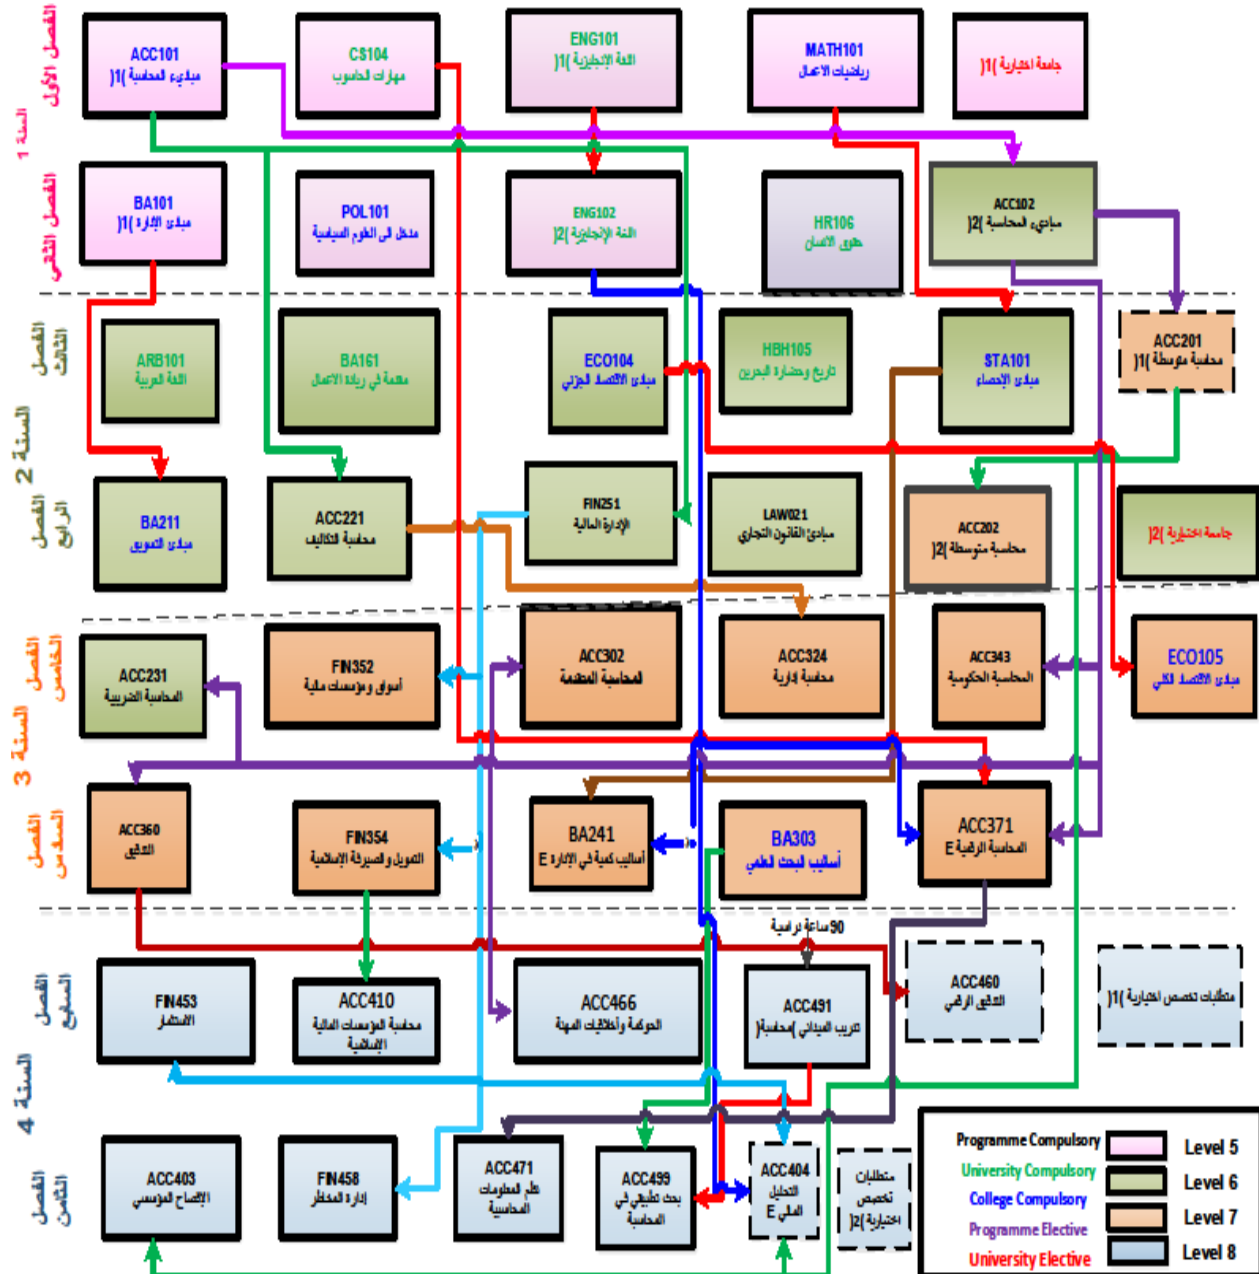 السنة 1
الفصل الأول
ACC101
مباديء المحاسبة )1(
CS104
مهارات الحاسوب
ENG101
اللغة الإنجليزية )1(
MATH101
رياضيات الاعمال
جامعة اختيارية )1(
الفصل الثاني
BA101
مبادئ الإدارة )1(
POL101
مدخل الى العلوم السياسية
ENG102
اللغة الإنجليزية )2(
HR106
حقوق الانسان
ACC102
مباديء المحاسبة )2(
السنة 2
الفصل الثالث
ARB101
اللغة العربية
BA161
مقدمة في ريادة الاعمال
ECO104
مبادئ الاقتصاد الجزئي
HBH105
تاريخ وحضارة البحرين
STA101
مبادئ الإحصاء
ACC201
محاسبة متوسطة )1(
الفصل الرابع
BA211
مبادئ التسويق
ACC221
محاسبة التكاليف
FIN251
الإدارة المالية
LAW021
مبادئ القانون التجاري
ACC202
محاسبة متوسطة )2(
جامعة اختيارية )2(
السنة 3
الفصل الخامس
ACC231
المحاسبة الضريبية
FIN352
أسواق ومؤسسات مالية
ACC302
المحاسبة المتقدمة
ACC324
محاسبة إدارية
ACC343
المحاسبة الحكومية
ECO105
مبادئ الاقتصاد الكلي
الفصل السادس
ACC360
التدقيق
FIN354
التمويل والصيرفة الإسلامية
BA241
أساليب كمية في الإدارة E
BA303
أساليب البحث العلمي
ACC371
المحاسبة الرقمية E
السنة 4
الفصل السابع
90 ساعة دراسية
FIN453
الاستثمار
ACC410
محاسبة المؤسسات المالية
الإسلامية
ACC466
الحوكمة وأخلاقيات المهنة
ACC491
تدريب الميداني )محاسبة(
ACC460
التدقيق الرقمي
متطلبات تخصص اختيارية )1(
الفصل الثامن
ACC403
الإفصاح المؤسسي
FIN458
إدارة المخاطر
ACC471
نظم المعلومات
المحاسبية
ACC499
بحث تطبيقي في
المحاسبة
ACC404
التحليل
المالي E
متطلبات
تخصص
اختيارية )2(
Programme Compulsory
University Compulsory
College Compulsory
Programme Elective
University Elective
Level 5
Level 6
Level 7
Level 8